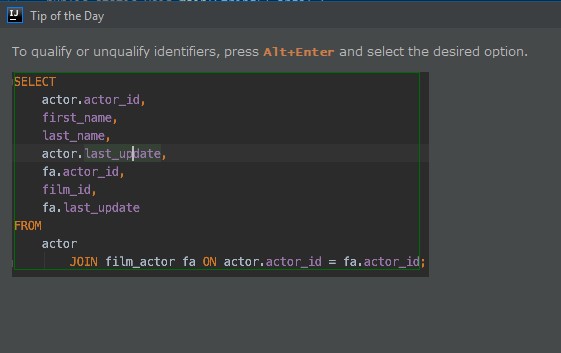 IJ Tip of the Day
To qualify or unqualify identifiers, press Alt+Enter and select the desired option.
SELECT
actor.actor_id,
first_name,
last_name,
actor.last_update,
fa.actor_id,
film_id,
fa.last_update
FROM
actor
JOIN film_actor fa ON actor.actor_id = fa.actor_id;